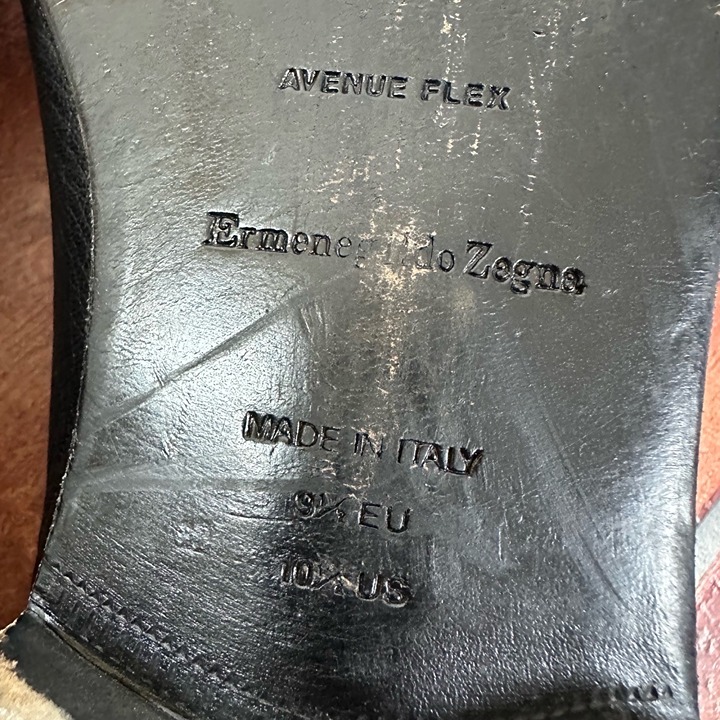 AVENUE FLEX
Ermenegildo Zegna
MADE IN ITALY
9½ EU
10½ US